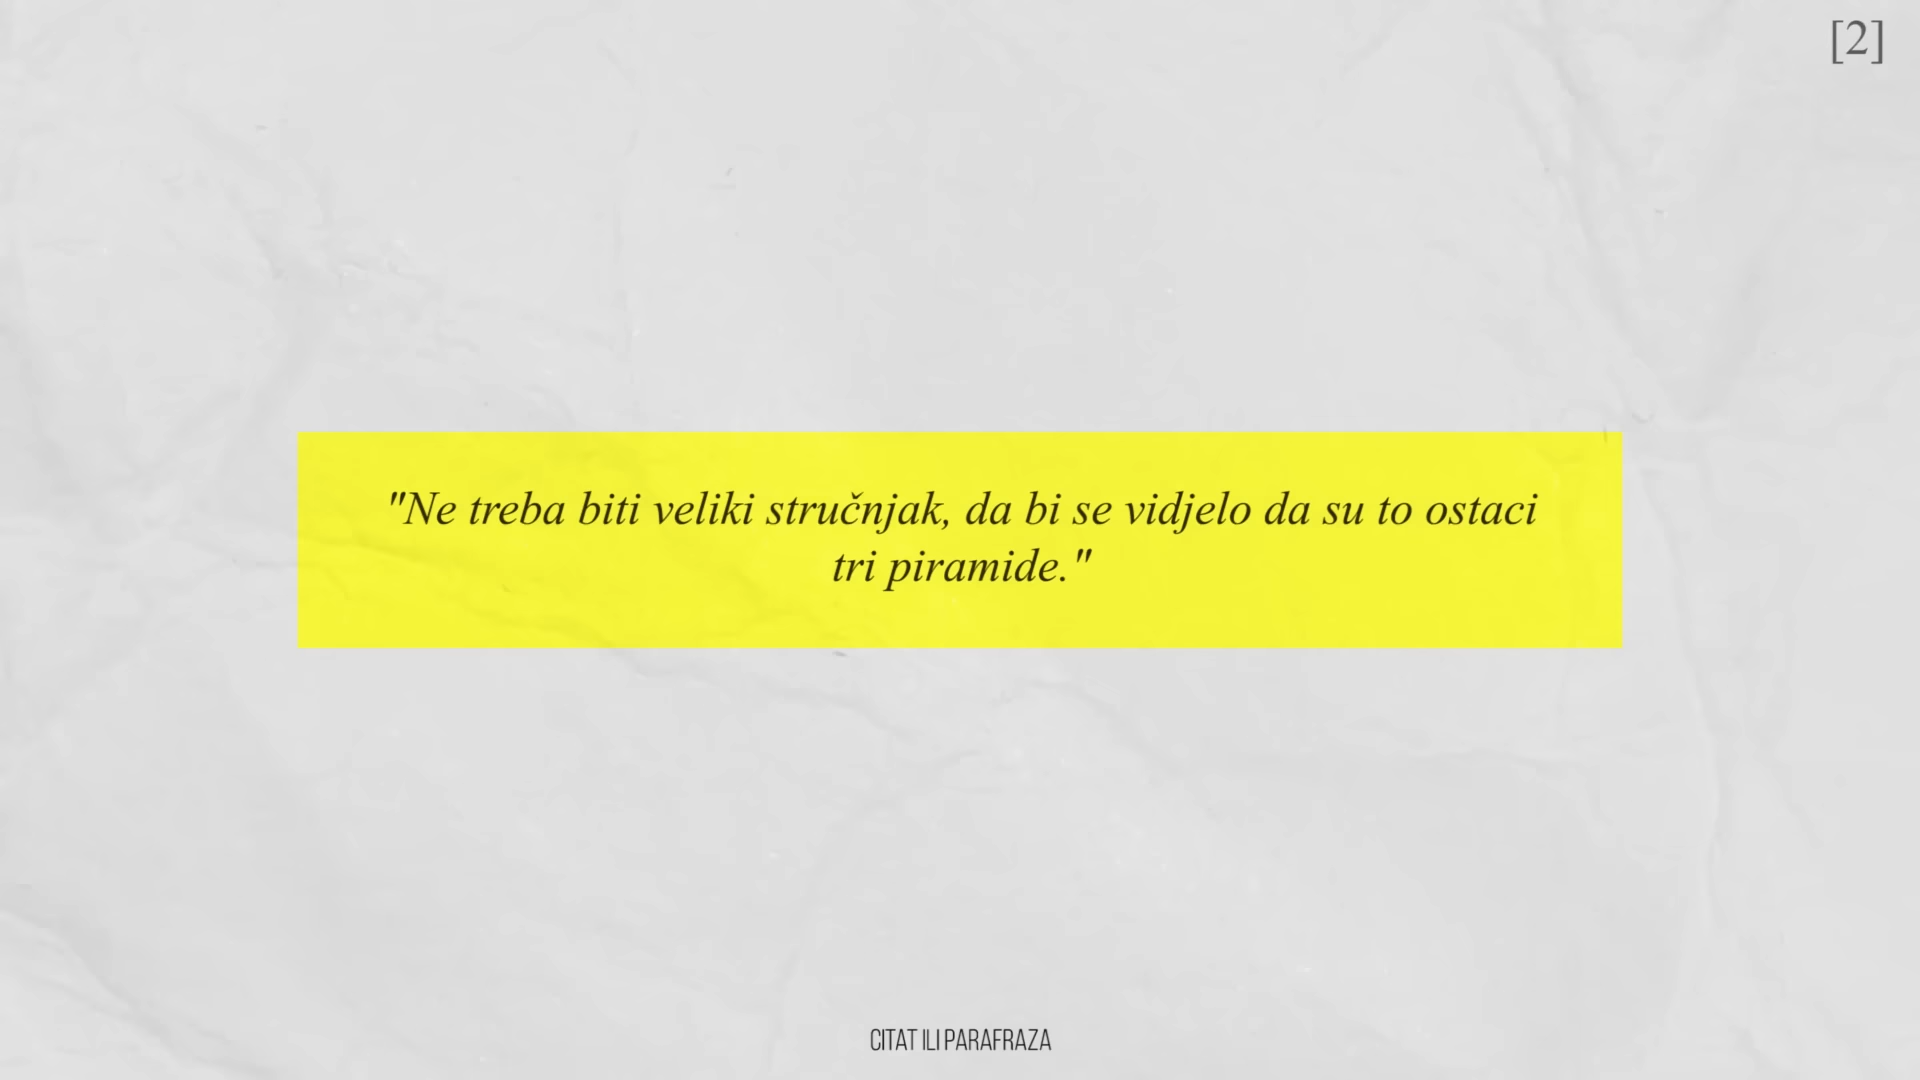 [2]
"Ne treba biti veliki stručnjak, da bi se vidjelo da su to ostaci
tri piramide."
CITAT ILI PARAFRAZA